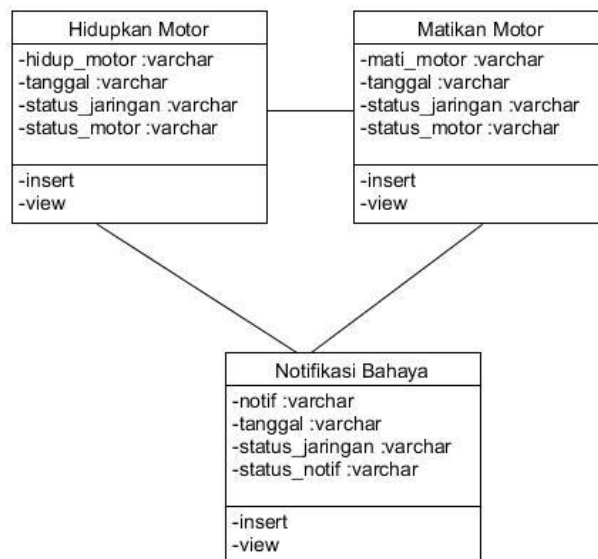 Hidupkan Motor
-hidup_motor :varchar
-tanggal :varchar
-status_jaringan :varchar
-status_motor :varchar
-insert
-view
Matikan Motor
-mati_motor :varchar
-tanggal :varchar
-status_jaringan :varchar
-status_motor :varchar
-insert
-view
Notifikasi Bahaya
-notif :varchar
-tanggal :varchar
-status_jaringan :varchar
-status_notif :varchar
-insert
-view